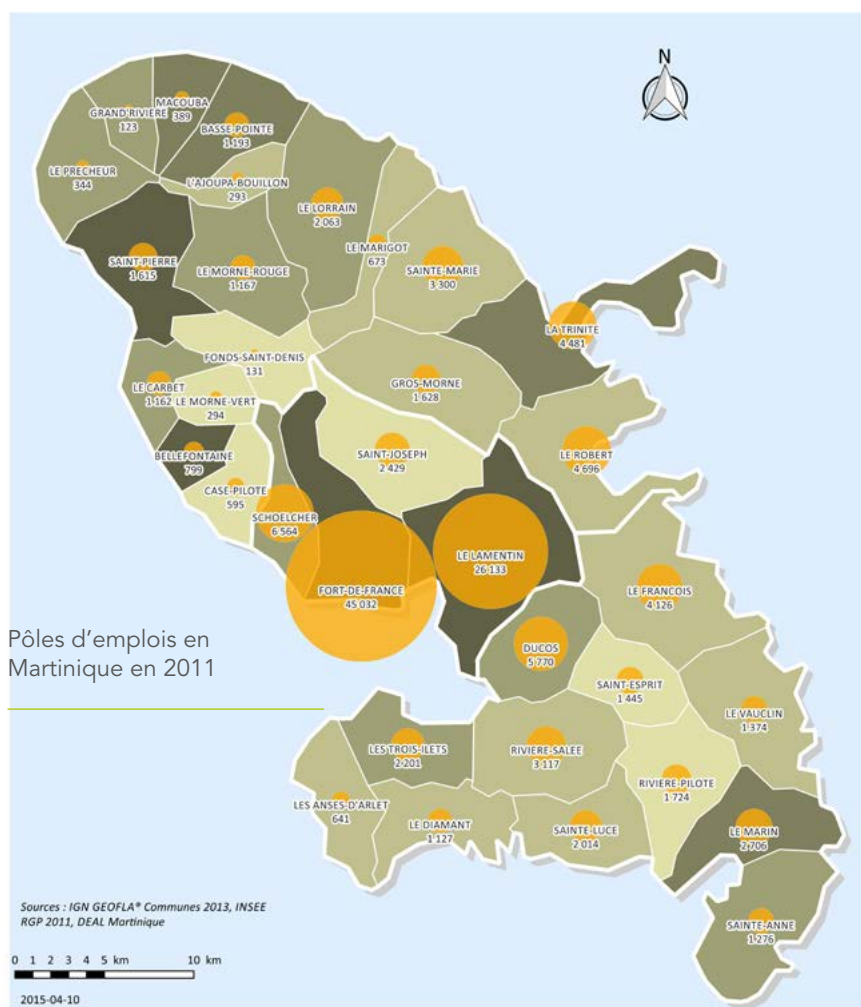 N
MACOUBA
389
GRAND'RIVIERE
123
BASSE-POINTE
1 193
LE PRECHEUR
344
L'AJOUPA-BOUILLON
293
LE LORRAIN
2 063
LE MARIGOT
673
SAINT-PIERRE
1 615
LE MORNE-ROUGE
1 167
SAINTE-MARIE
3 300
LA TRINITE
4 481
FONDS-SAINT-DENIS
131
GROS-MORNE
1 628
LE CARBET
1 162
LE MORNE-VERT
294
BELLEFONTAINE
799
SAINT-JOSEPH
2 429
LE ROBERT
4 696
CASE-PILOTE
595
SCHOELCHER
6 564
LE LAMENTIN
26 133
FORT-DE-FRANCE
45 032
LE FRANCOIS
4 126
Pôles d'emplois en
Martinique en 2011
DUCOS
5 770
SAINT-ESPRIT
1 445
LE VAUCLIN
1 374
LES TROIS-ILETS
2 201
RIVIERE-SALEE
3 117
RIVIERE-PILOTE
1 724
LES ANSES-D'ARLET
641
LE DIAMANT
1 127
SAINTE-LUCE
2 014
LE MARIN
2 706
SAINTE-ANNE
1 276
Sources : IGN GEOFLA® Communes 2013, INSEE
RGP 2011, DEAL Martinique
0 1 2 3 4 5 km 10 km
2015-04-10